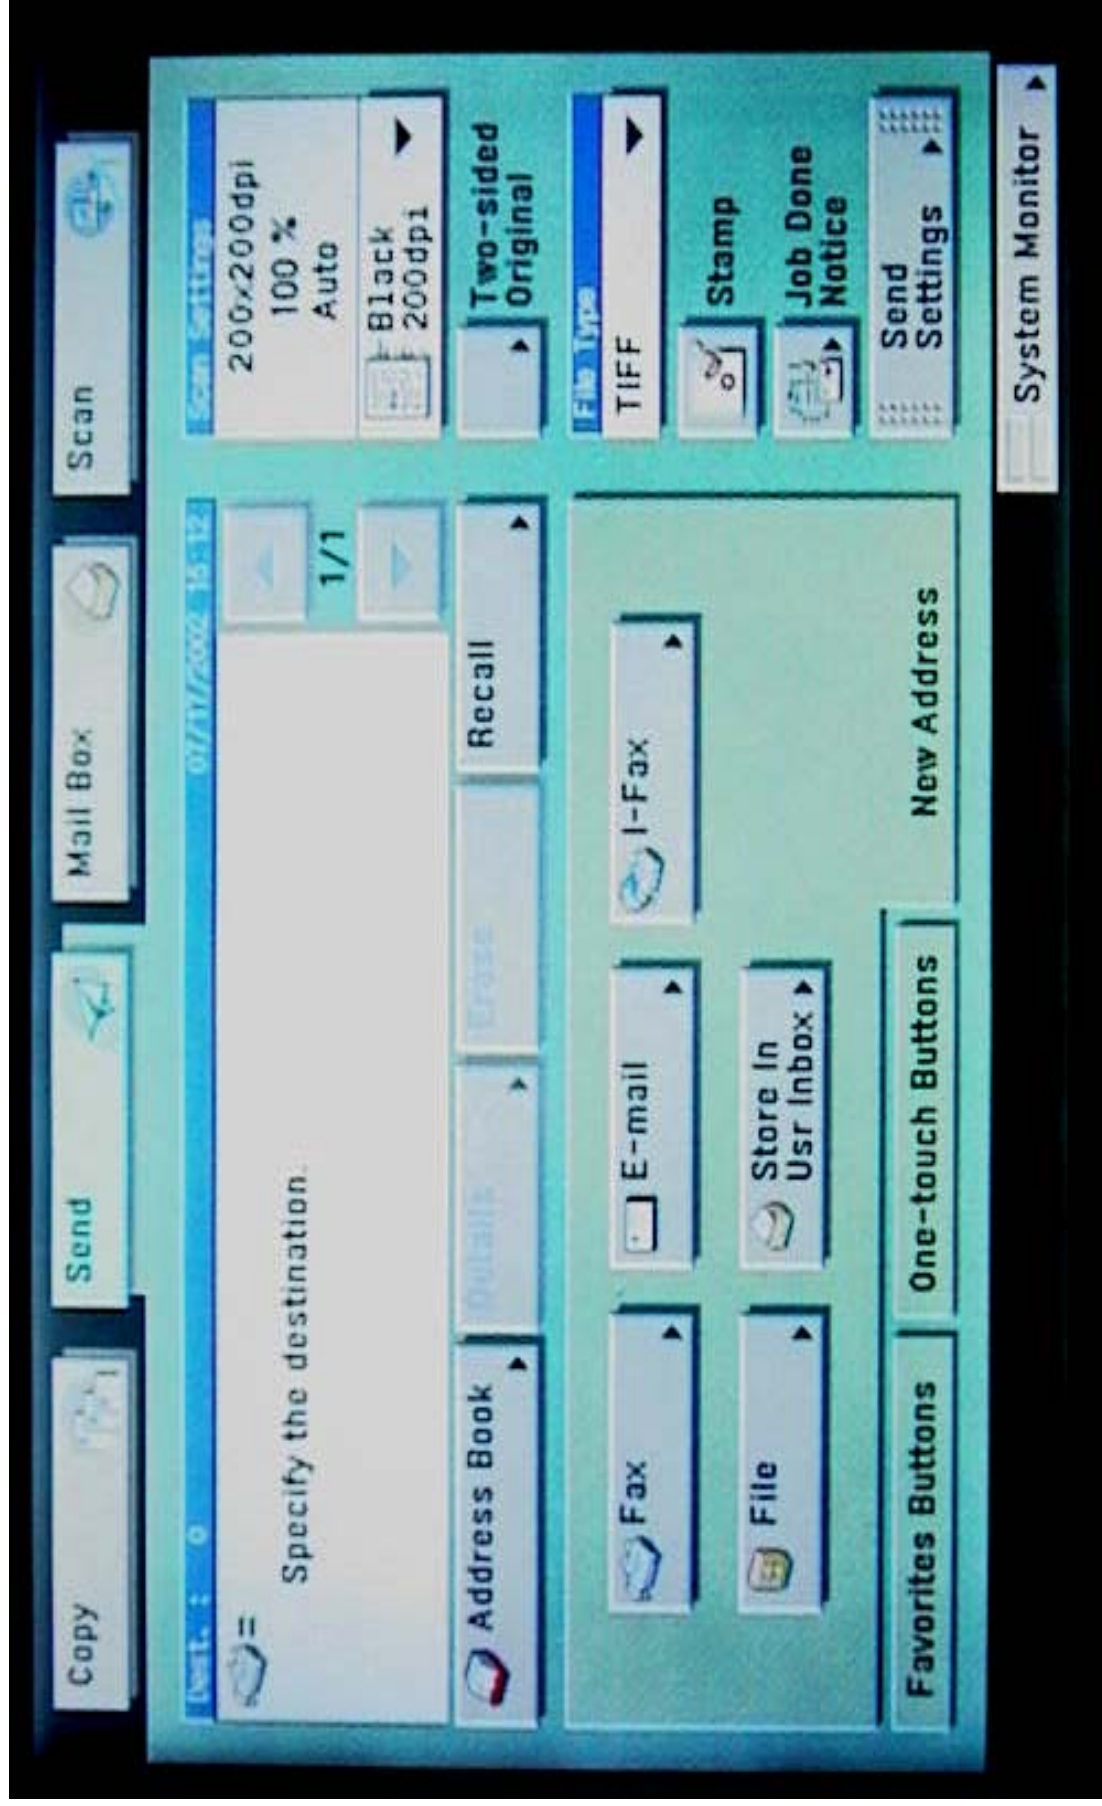 Copy
Send
Mail Box
Scan
Dest. : 0
07/17/2002 15:12
Specify the destination.
1/1
Address Book
Details
Erase
Recall
Fax
E-mail
I-Fax
File
Store In
Usr Inbox
Favorites Buttons
One-touch Buttons
New Address
Scan Settings
200x200dpi
100 %
Auto
Black
200dpi
Two-sided
Original
File Type
TIFF
Stamp
Job Done
Notice
Send
Settings
System Monitor